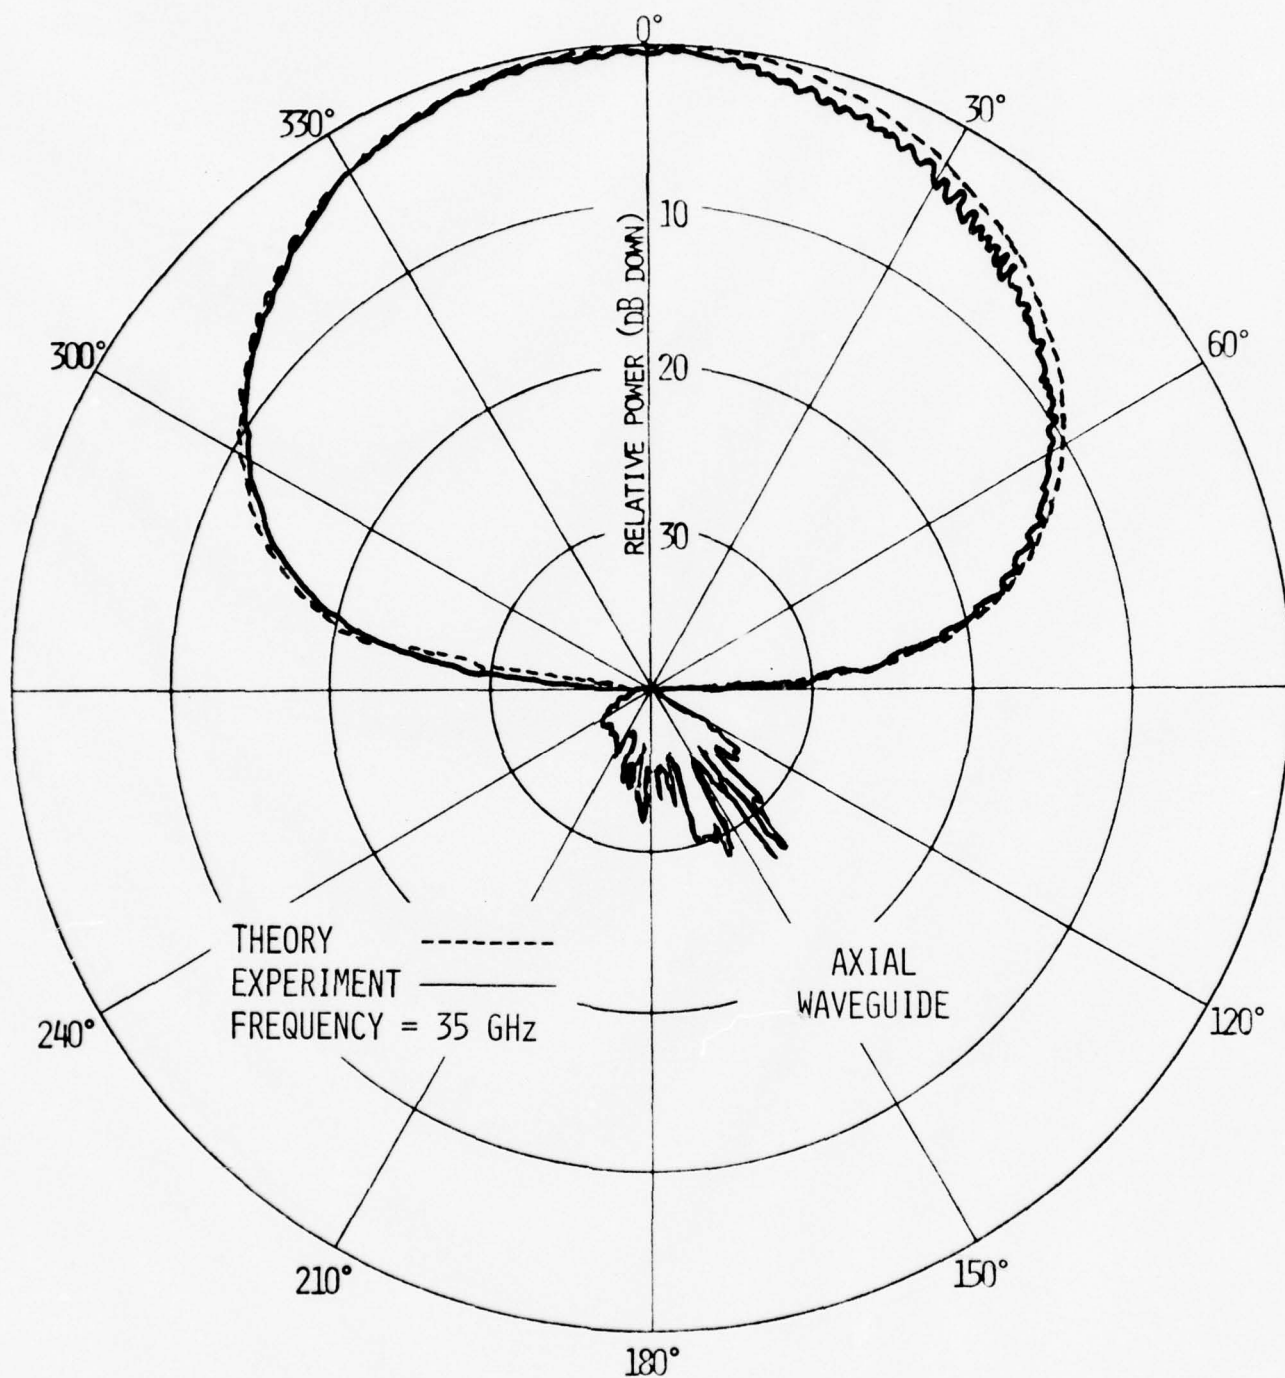 0°
330°
30°
10
RELATIVE POWER (DB DOWN)
300°
60°
20
30
THEORY
EXPERIMENT
FREQUENCY = 35 GHz
AXIAL
WAVEGUIDE
240°
120°
210°
150°
180°